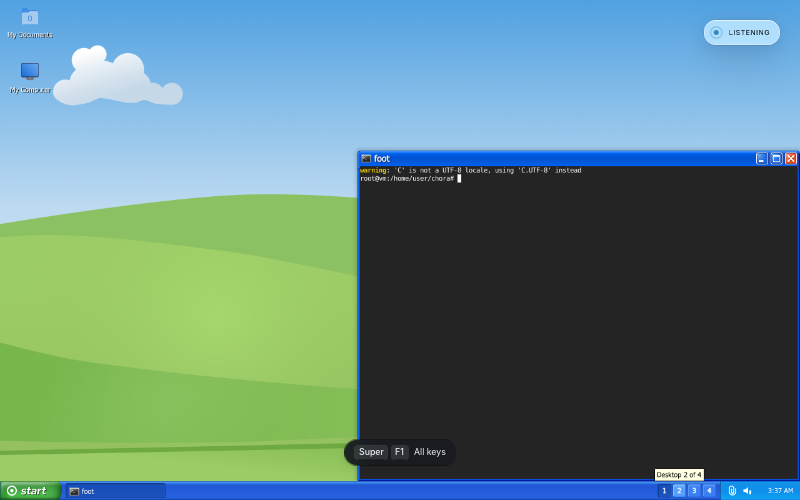 My Documents
My Computer
LISTENING
foot
warning: 'C' is not a UTF-8 locale, using 'C.UTF-8' instead
root@vm:/home/user/chora#
Super F1 All keys
Desktop 2 of 4
start
foot
1 2 3 4
3:37 AM